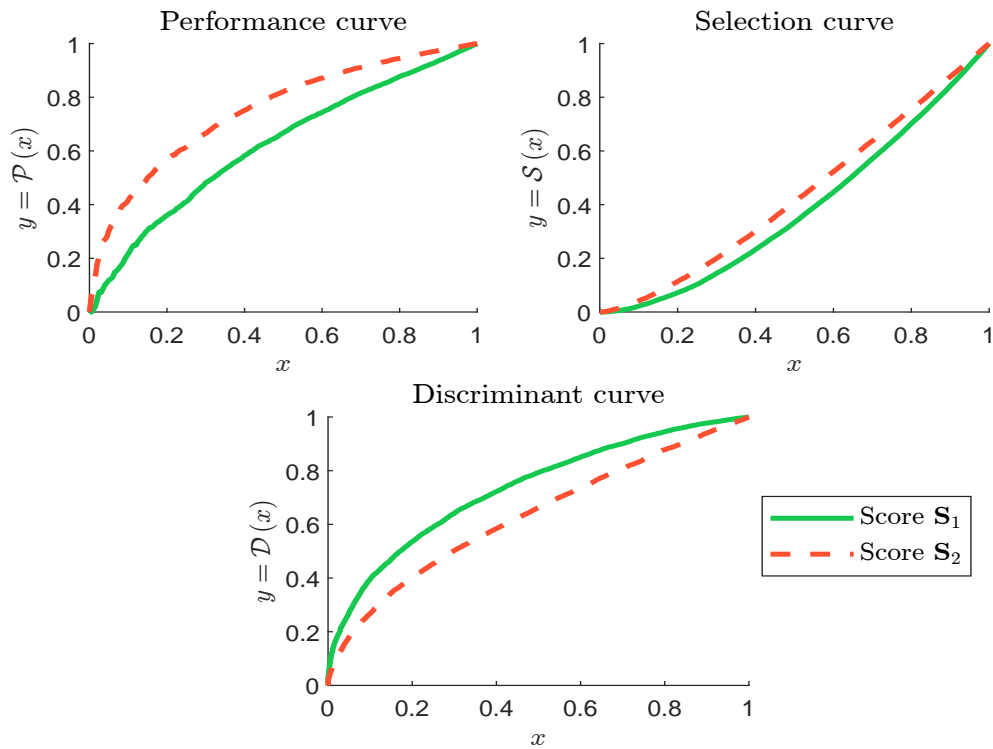 Performance curve
1
0.8
0.6
0.4
0.2
0
y = P (x)
0 0.2 0.4 0.6 0.8 1
x
Selection curve
1
0.8
0.6
0.4
0.2
0
y = S (x)
0 0.2 0.4 0.6 0.8 1
x
Discriminant curve
1
0.8
0.6
0.4
0.2
0
y = D (x)
0 0.2 0.4 0.6 0.8 1
x
Score S₁
Score S₂